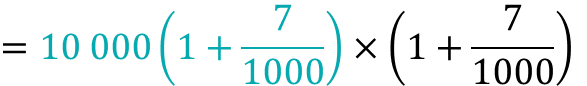 = 10 000 (1 + 7/1000) × (1 + 7/1000)